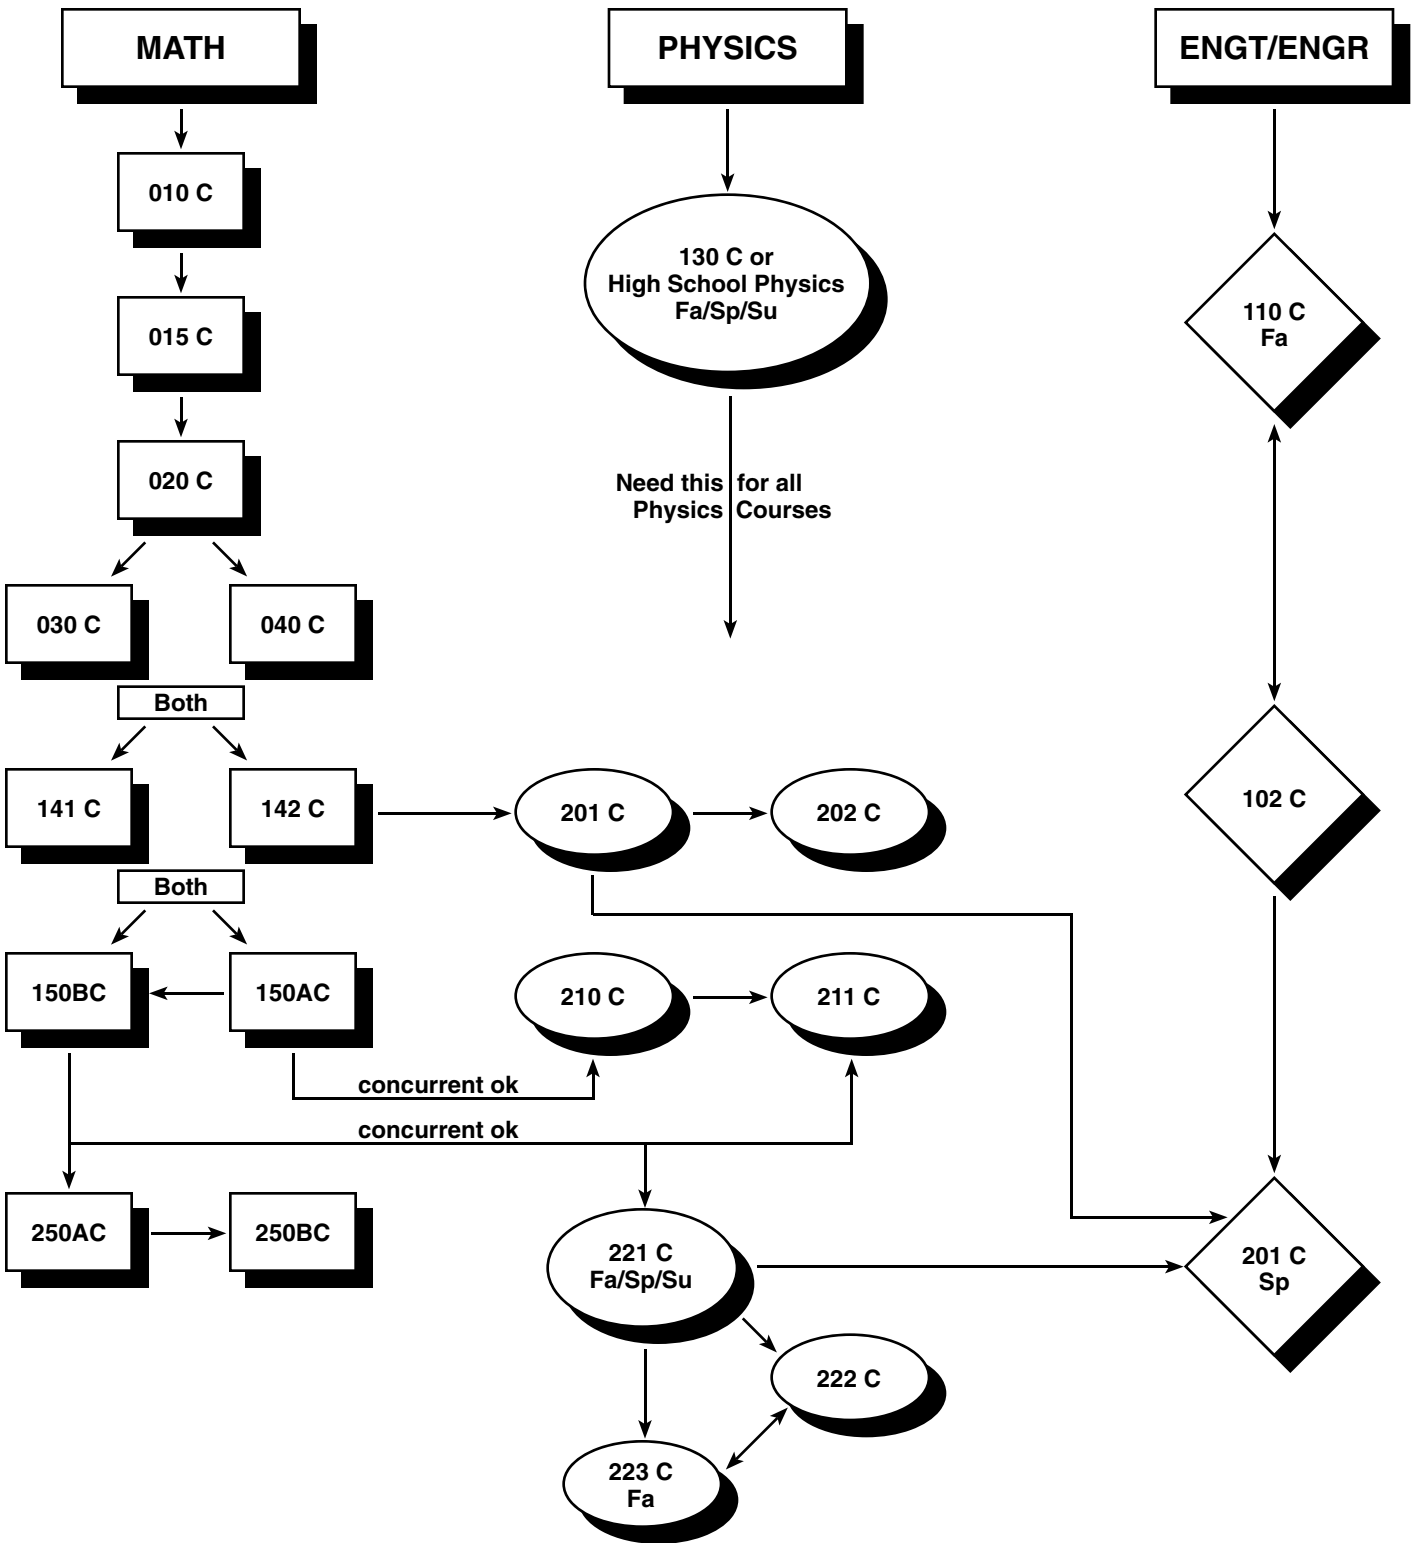 MATH
PHYSICS
ENGT/ENGR
010 C
130 C or
High School Physics
Fa/Sp/Su
110 C
Fa
015 C
020 C
Need this for all
Physics Courses
030 C
040 C
Both
141 C
142 C
201 C
202 C
102 C
Both
150BC
150AC
210 C
211 C
concurrent ok
concurrent ok
250AC
250BC
221 C
Fa/Sp/Su
201 C
Sp
222 C
223 C
Fa